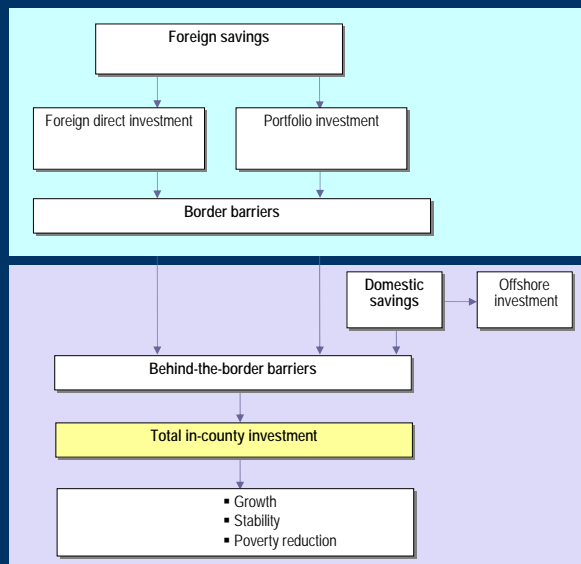 Foreign savings
Foreign direct investment
Portfolio investment
Border barriers
Domestic
savings
Offshore
investment
Behind-the-border barriers
Total in-county investment
▪ Growth
▪ Stability
▪ Poverty reduction